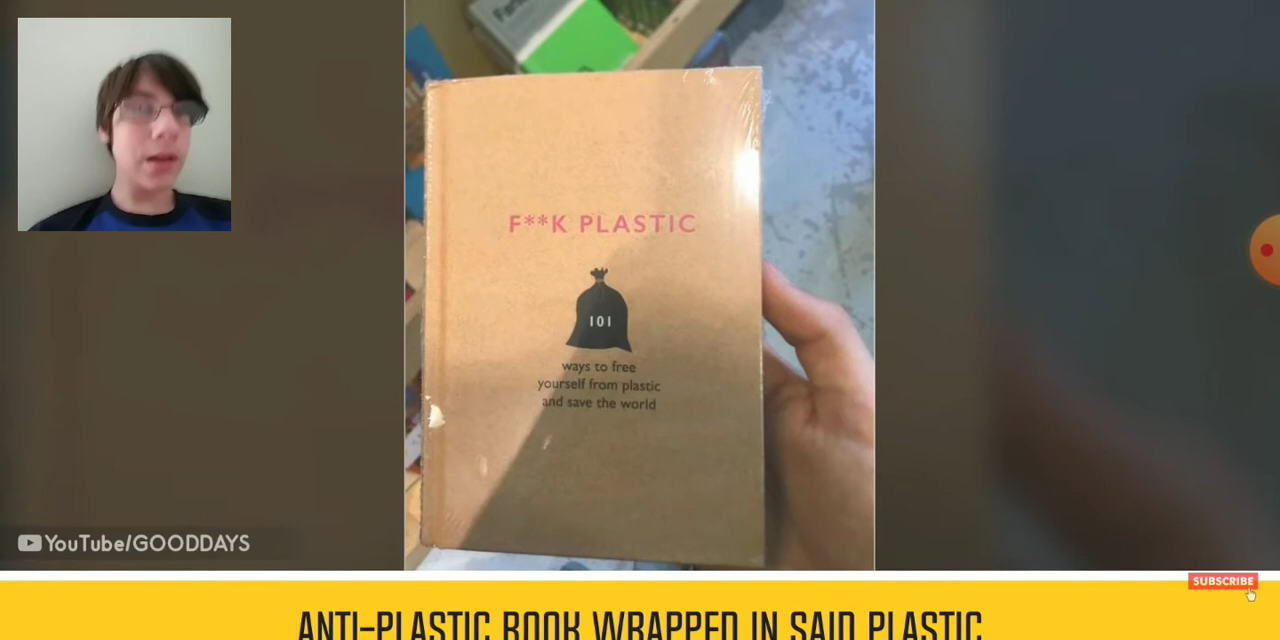 F**K PLASTIC
101
ways to free
yourself from plastic
and save the world
YouTube/GOODDAYS
SUBSCRIBE
ANTI-PLASTIC BOOK WRAPPED IN SAID PLASTIC